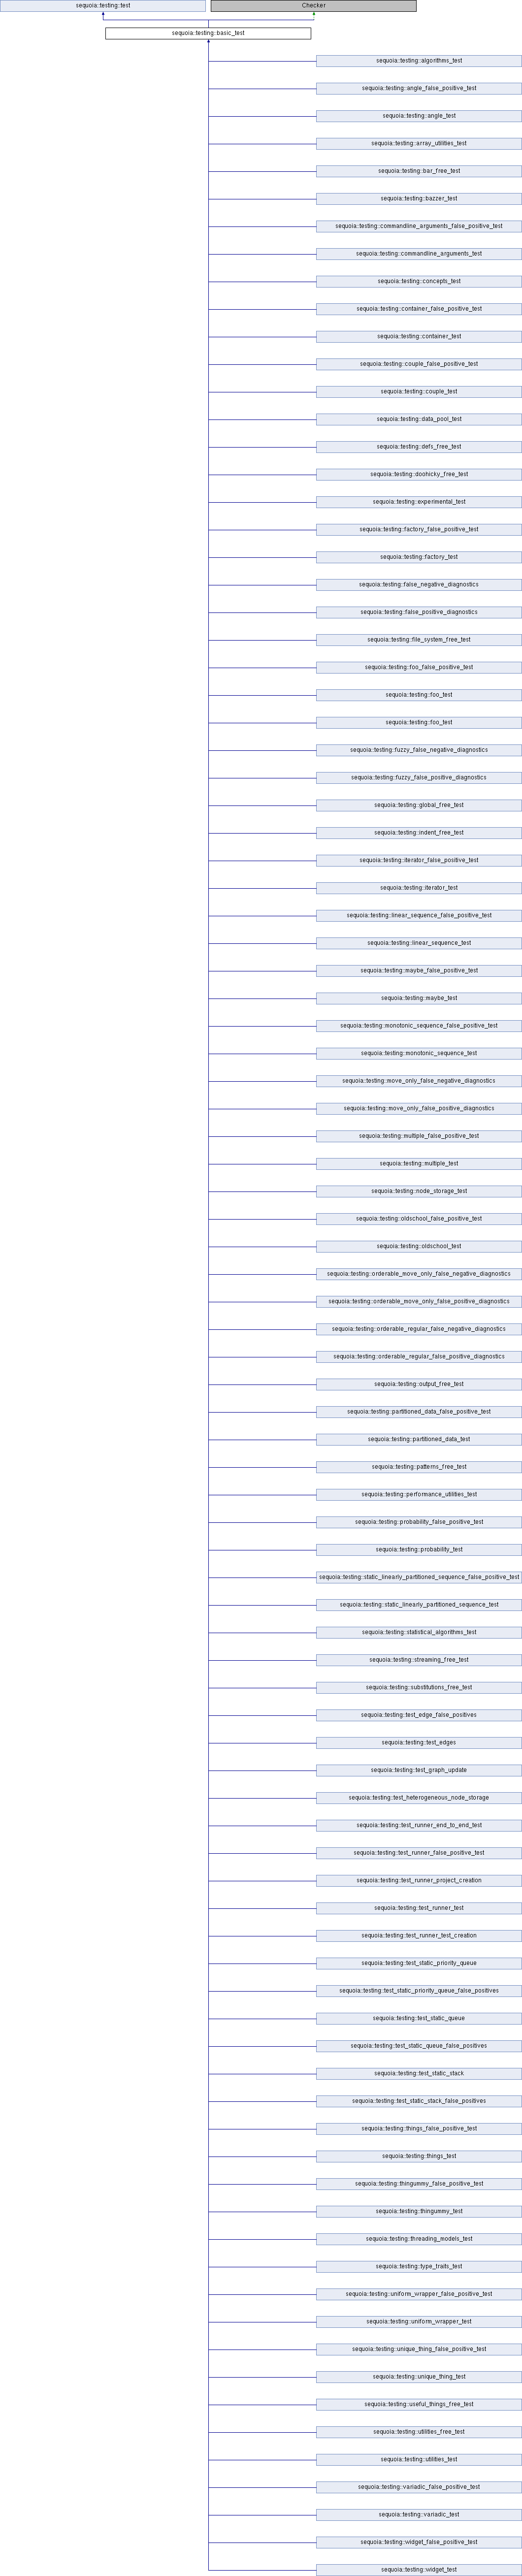 sequoia::testing::test
Checker
sequoia::testing::basic_test
sequoia::testing::algorithms_test
sequoia::testing::angle_false_positive_test
sequoia::testing::angle_test
sequoia::testing::array_utilities_test
sequoia::testing::bar_free_test
sequoia::testing::bazzer_test
sequoia::testing::commandline_arguments_false_positive_test
sequoia::testing::commandline_arguments_test
sequoia::testing::concepts_test
sequoia::testing::container_false_positive_test
sequoia::testing::container_test
sequoia::testing::couple_false_positive_test
sequoia::testing::couple_test
sequoia::testing::data_pool_test
sequoia::testing::defs_free_test
sequoia::testing::doohicky_free_test
sequoia::testing::experimental_test
sequoia::testing::factory_false_positive_test
sequoia::testing::factory_test
sequoia::testing::false_negative_diagnostics
sequoia::testing::false_positive_diagnostics
sequoia::testing::file_system_free_test
sequoia::testing::foo_false_positive_test
sequoia::testing::foo_test
sequoia::testing::foo_test
sequoia::testing::fuzzy_false_negative_diagnostics
sequoia::testing::fuzzy_false_positive_diagnostics
sequoia::testing::global_free_test
sequoia::testing::indent_free_test
sequoia::testing::iterator_false_positive_test
sequoia::testing::iterator_test
sequoia::testing::linear_sequence_false_positive_test
sequoia::testing::linear_sequence_test
sequoia::testing::maybe_false_positive_test
sequoia::testing::maybe_test
sequoia::testing::monotonic_sequence_false_positive_test
sequoia::testing::monotonic_sequence_test
sequoia::testing::move_only_false_negative_diagnostics
sequoia::testing::move_only_false_positive_diagnostics
sequoia::testing::multiple_false_positive_test
sequoia::testing::multiple_test
sequoia::testing::node_storage_test
sequoia::testing::oldschool_false_positive_test
sequoia::testing::oldschool_test
sequoia::testing::orderable_move_only_false_negative_diagnostics
sequoia::testing::orderable_move_only_false_positive_diagnostics
sequoia::testing::orderable_regular_false_negative_diagnostics
sequoia::testing::orderable_regular_false_positive_diagnostics
sequoia::testing::output_free_test
sequoia::testing::partitioned_data_false_positive_test
sequoia::testing::partitioned_data_test
sequoia::testing::patterns_free_test
sequoia::testing::performance_utilities_test
sequoia::testing::probability_false_positive_test
sequoia::testing::probability_test
sequoia::testing::static_linearly_partitioned_sequence_false_positive_test
sequoia::testing::static_linearly_partitioned_sequence_test
sequoia::testing::statistical_algorithms_test
sequoia::testing::streaming_free_test
sequoia::testing::substitutions_free_test
sequoia::testing::test_edge_false_positives
sequoia::testing::test_edges
sequoia::testing::test_graph_update
sequoia::testing::test_heterogeneous_node_storage
sequoia::testing::test_runner_end_to_end_test
sequoia::testing::test_runner_false_positive_test
sequoia::testing::test_runner_project_creation
sequoia::testing::test_runner_test
sequoia::testing::test_runner_test_creation
sequoia::testing::test_static_priority_queue
sequoia::testing::test_static_priority_queue_false_positives
sequoia::testing::test_static_queue
sequoia::testing::test_static_queue_false_positives
sequoia::testing::test_static_stack
sequoia::testing::test_static_stack_false_positives
sequoia::testing::things_false_positive_test
sequoia::testing::things_test
sequoia::testing::thingummy_false_positive_test
sequoia::testing::thingummy_test
sequoia::testing::threading_models_test
sequoia::testing::type_traits_test
sequoia::testing::uniform_wrapper_false_positive_test
sequoia::testing::uniform_wrapper_test
sequoia::testing::unique_thing_false_positive_test
sequoia::testing::unique_thing_test
sequoia::testing::useful_things_free_test
sequoia::testing::utilities_free_test
sequoia::testing::utilities_test
sequoia::testing::variadic_false_positive_test
sequoia::testing::variadic_test
sequoia::testing::widget_false_positive_test
sequoia::testing::widget_test